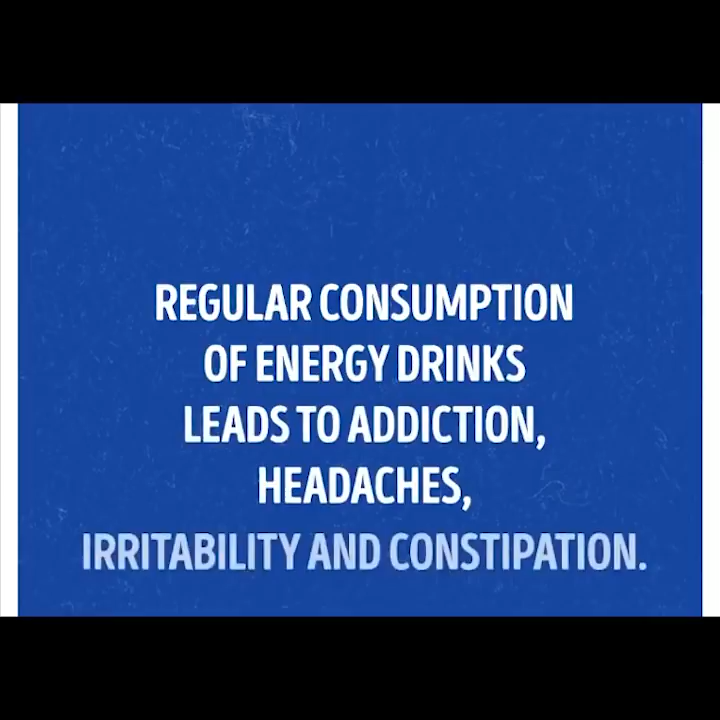 REGULAR CONSUMPTION
OF ENERGY DRINKS
LEADS TO ADDICTION,
HEADACHES,
IRRITABILITY AND CONSTIPATION.